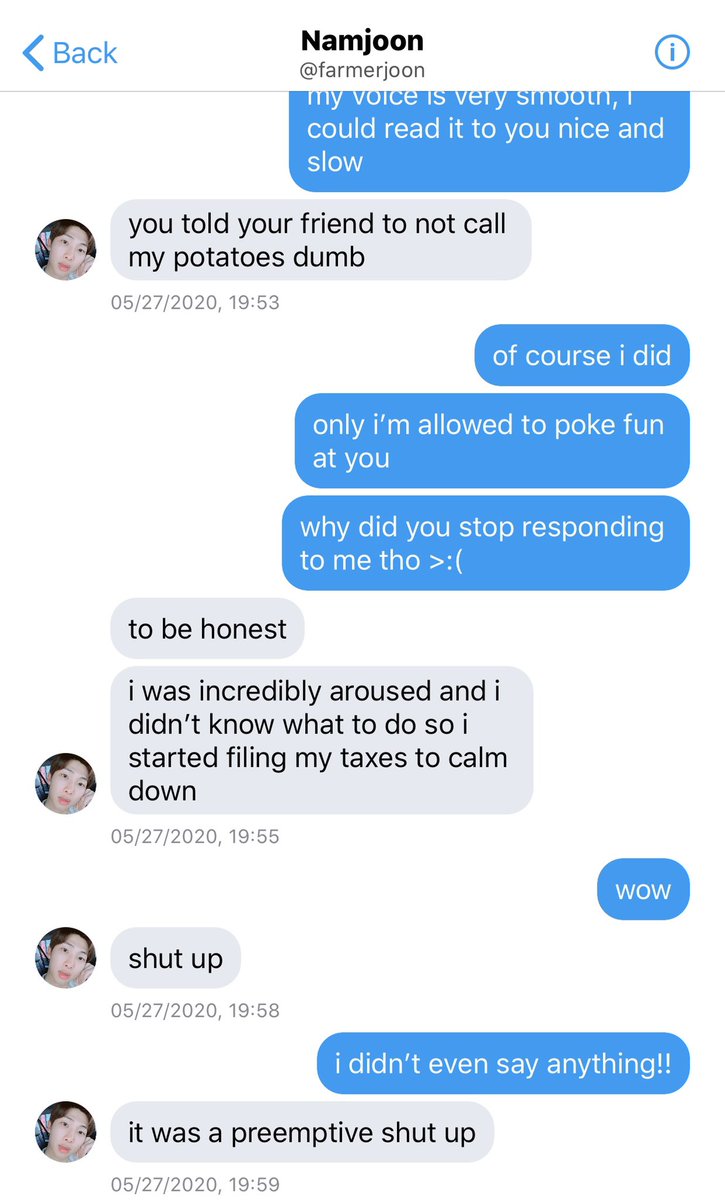 Back
Namjoon
@farmerjoon
my voice is very smooth, i
could read it to you nice and
slow
you told your friend to not call
my potatoes dumb
05/27/2020, 19:53
of course i did
only i’m allowed to poke fun
at you
why did you stop responding
to me tho >:(
to be honest
i was incredibly aroused and i
didn’t know what to do so i
started filing my taxes to calm
down
05/27/2020, 19:55
wow
shut up
05/27/2020, 19:58
i didn’t even say anything!!
it was a preemptive shut up
05/27/2020, 19:59